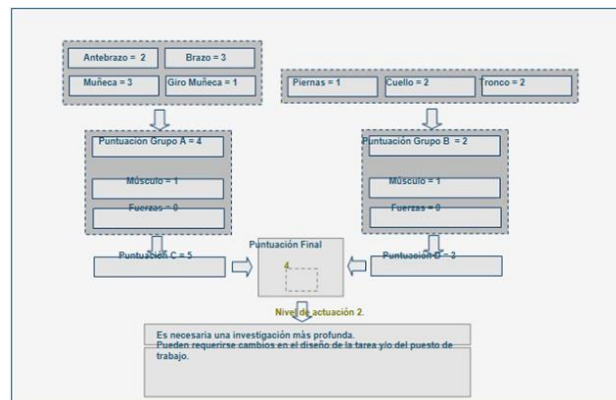 Antebrazo = 2
Brazo = 3
Muñeca = 3
Giro Muñeca = 1
Piernas = 1
Cuello = 2
Tronco = 2
Puntuación Grupo A = 4
Músculo = 1
Fuerzas = 0
Puntuación Grupo B = 2
Músculo = 1
Fuerzas = 0
Puntuación C = 5
Puntuación Final
4.
Puntuación D = 3
Nivel de actuación 2.
Es necesaria una investigación más profunda.
Pueden requerirse cambios en el diseño de la tarea y/o del puesto de
trabajo.